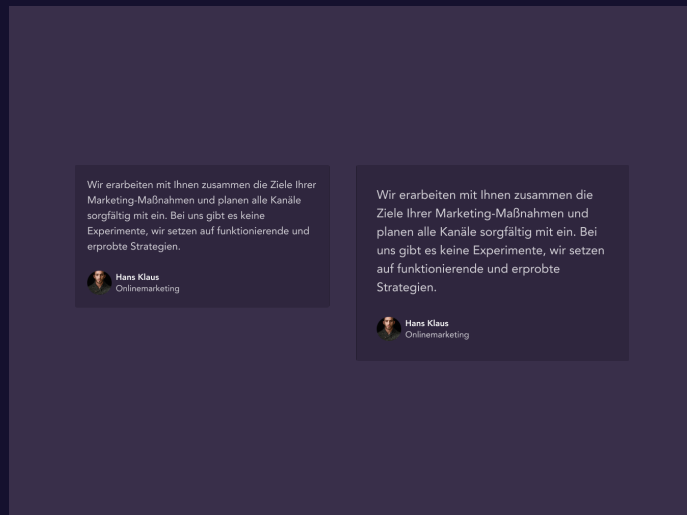 Wir erarbeiten mit Ihnen zusammen die Ziele Ihrer
Marketing-Maßnahmen und planen alle Kanäle
sorgfältig mit ein. Bei uns gibt es keine
Experimente, wir setzen auf funktionierende und
erprobte Strategien.
Hans Klaus
Onlinemarketing
Wir erarbeiten mit Ihnen zusammen die
Ziele Ihrer Marketing-Maßnahmen und
planen alle Kanäle sorgfältig mit ein. Bei
uns gibt es keine Experimente, wir setzen
auf funktionierende und erprobte
Strategien.
Hans Klaus
Onlinemarketing